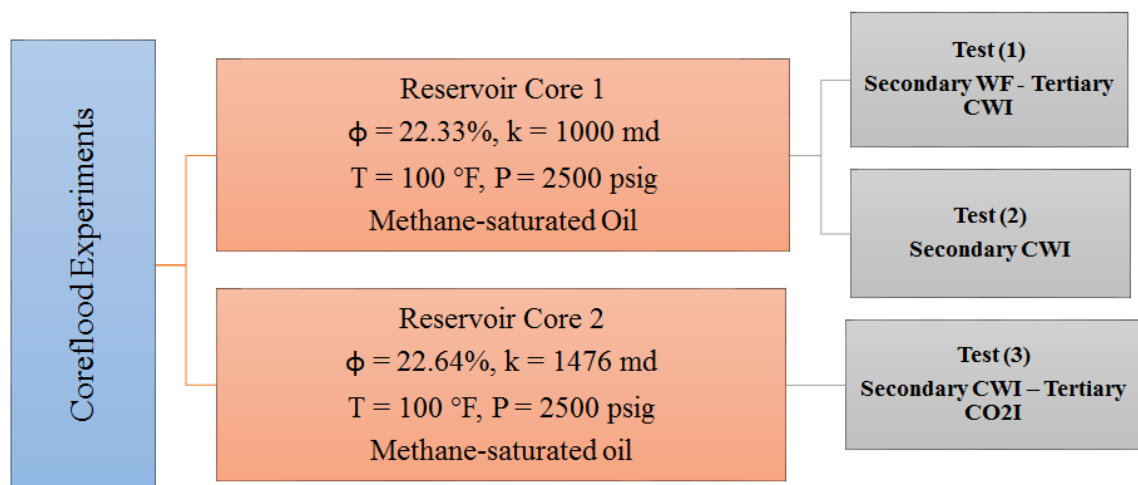 Coreflood Experiments
Reservoir Core 1
ϕ = 22.33%, k = 1000 md
T = 100 °F, P = 2500 psig
Methane-saturated Oil
Test (1)
Secondary WF - Tertiary
CWI
Test (2)
Secondary CWI
Reservoir Core 2
ϕ = 22.64%, k = 1476 md
T = 100 °F, P = 2500 psig
Methane-saturated oil
Test (3)
Secondary CWI – Tertiary
CO2I